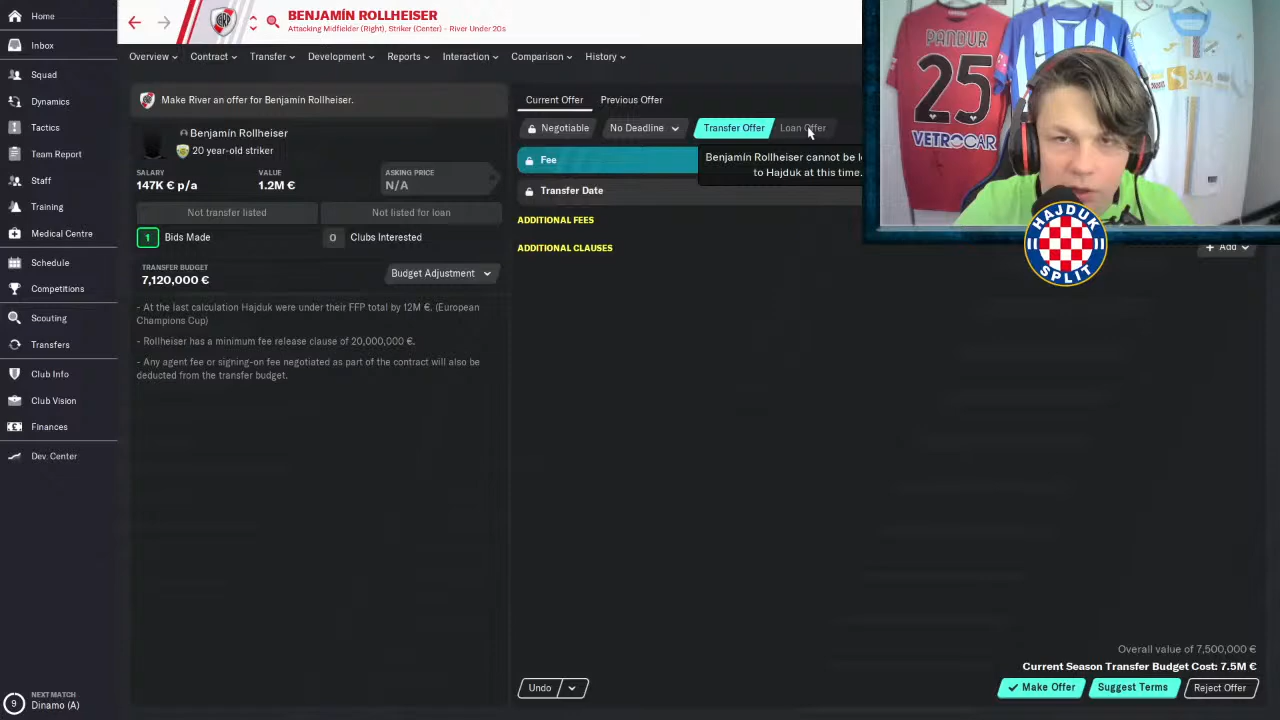 BENJAMÍN ROLLHEISER
Attacking Midfielder (Right), Striker (Center) - River Under 20s
Home
Inbox
Squad
Dynamics
Tactics
Team Report
Staff
Training
Medical Centre
Schedule
Competitions
Scouting
Transfers
Club Info
Club Vision
Finances
Dev. Center
9
NEXT MATCH
Dinamo (A)
Overview
Contract
Transfer
Development
Reports
Interaction
Comparison
History
Make River an offer for Benjamín Rollheiser.
Benjamín Rollheiser
20 year-old striker
SALARY
147K € p/a
VALUE
1.2M €
ASKING PRICE
N/A
Not transfer listed
Not listed for loan
1 Bids Made
0 Clubs Interested
TRANSFER BUDGET
7,120,000 €
Budget Adjustment
- At the last calculation Hajduk were under their FFP total by 12M €. (European
Champions Cup)
- Rollheiser has a minimum fee release clause of 20,000,000 €.
- Any agent fee or signing-on fee negotiated as part of the contract will also be
deducted from the transfer budget.
Current Offer
Previous Offer
Negotiable
No Deadline
Transfer Offer
Loan Offer
Fee
Benjamín Rollheiser cannot be l
to Hajduk at this time.
Transfer Date
ADDITIONAL FEES
ADDITIONAL CLAUSES
+ Add
Overall value of 7,500,000 €
Current Season Transfer Budget Cost: 7.5M €
Undo
Make Offer
Suggest Terms
Reject Offer
PANDUR
25
VETROCAR
HAJDUK
SPLIT